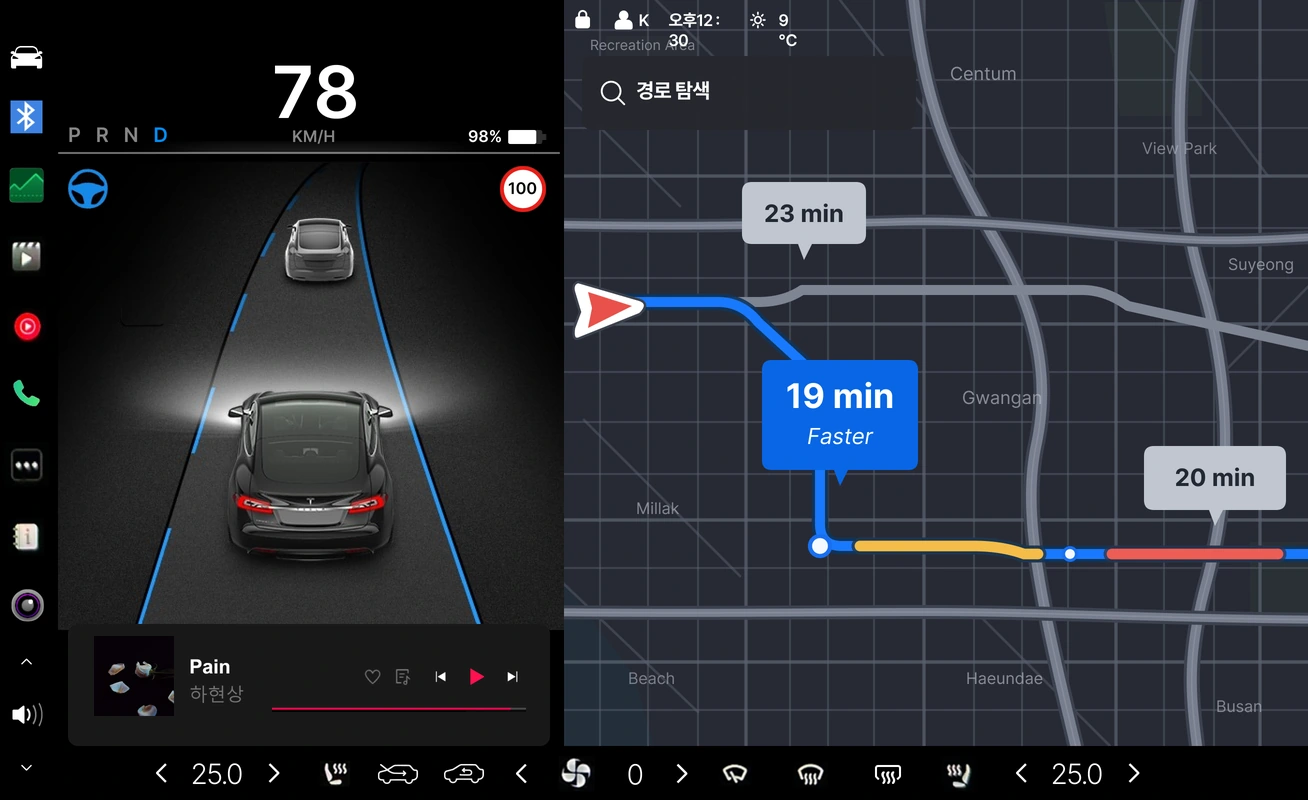 78
KM/H
P R N D
98%
100
Pain
하현상
K
오후12:
30
9
°C
Recreation Area
경로 탐색
Centum
View Park
23 min
Suyeong
19 min
Faster
Gwangan
20 min
Millak
Beach
Haeundae
Busan
25.0
0
25.0